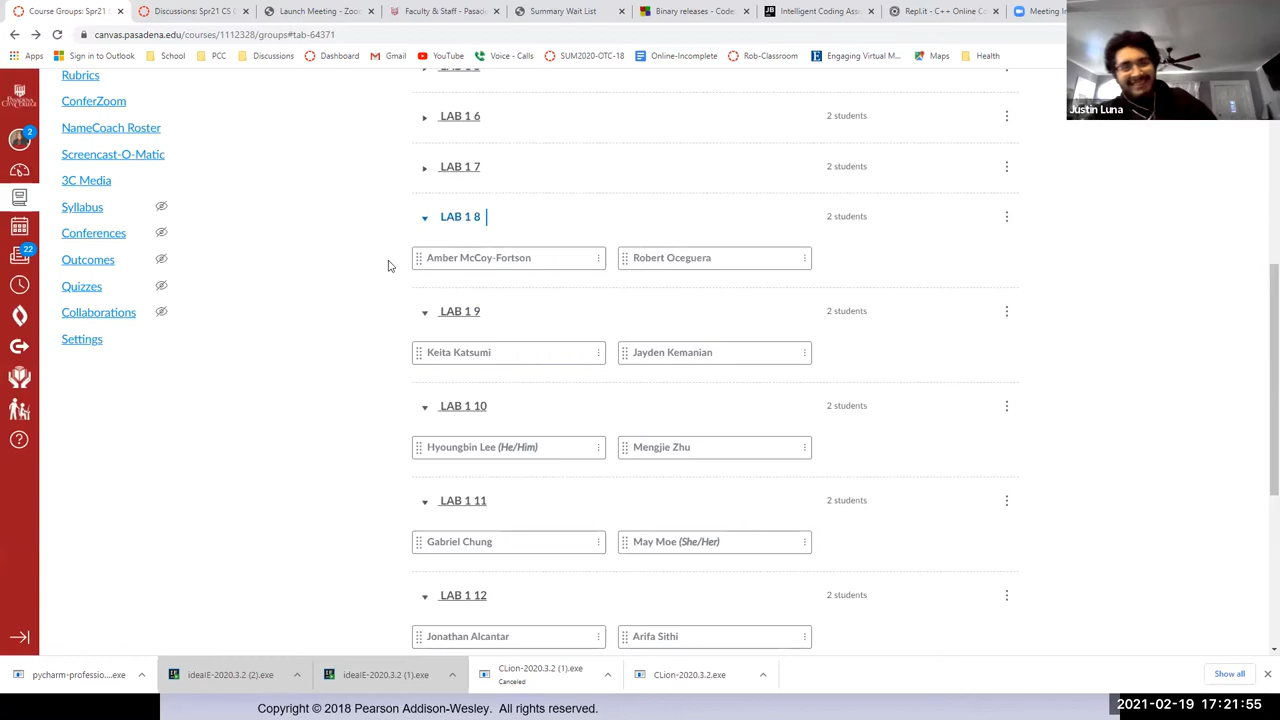 Course Groups: Spr21 CS
Discussions: Spr21 CS D
Launch Meeting - Zoo
Faculty & Staff - Pasad
Summary Wait List
Binary releases - Code
Intelligent Coding Assi
Repl.it - C++ Online Co
Meeting In
canvas.pasadena.edu/courses/1112328/groups#tab-64371
Apps
Sign in to Outlook
School
PCC
Discussions
Dashboard
Gmail
YouTube
Voice - Calls
SUM2020-OTC-18
Online-Incomplete
Rob-Classroom
Engaging Virtual M...
Maps
Health
Justin Luna
Rubrics
ConferZoom
NameCoach Roster
Screencast-O-Matic
3C Media
Syllabus
Conferences
Outcomes
Quizzes
Collaborations
Settings
2
22
LAB 1 6
2 students
LAB 1 7
2 students
LAB 1 8
2 students
Amber McCoy-Fortson
Robert Oceguera
LAB 1 9
2 students
Keita Katsumi
Jayden Kemanian
LAB 1 10
2 students
Hyoungbin Lee (He/Him)
Mengjie Zhu
LAB 1 11
2 students
Gabriel Chung
May Moe (She/Her)
LAB 1 12
2 students
Jonathan Alcantar
Arifa Sithi
pycharm-professio....exe
ideaIE-2020.3.2 (2).exe
ideaIE-2020.3.2 (1).exe
CLion-2020.3.2 (1).exe
Canceled
CLion-2020.3.2.exe
Show all
Copyright © 2018 Pearson Addison-Wesley. All rights reserved.
2021-02-19 17:21:55